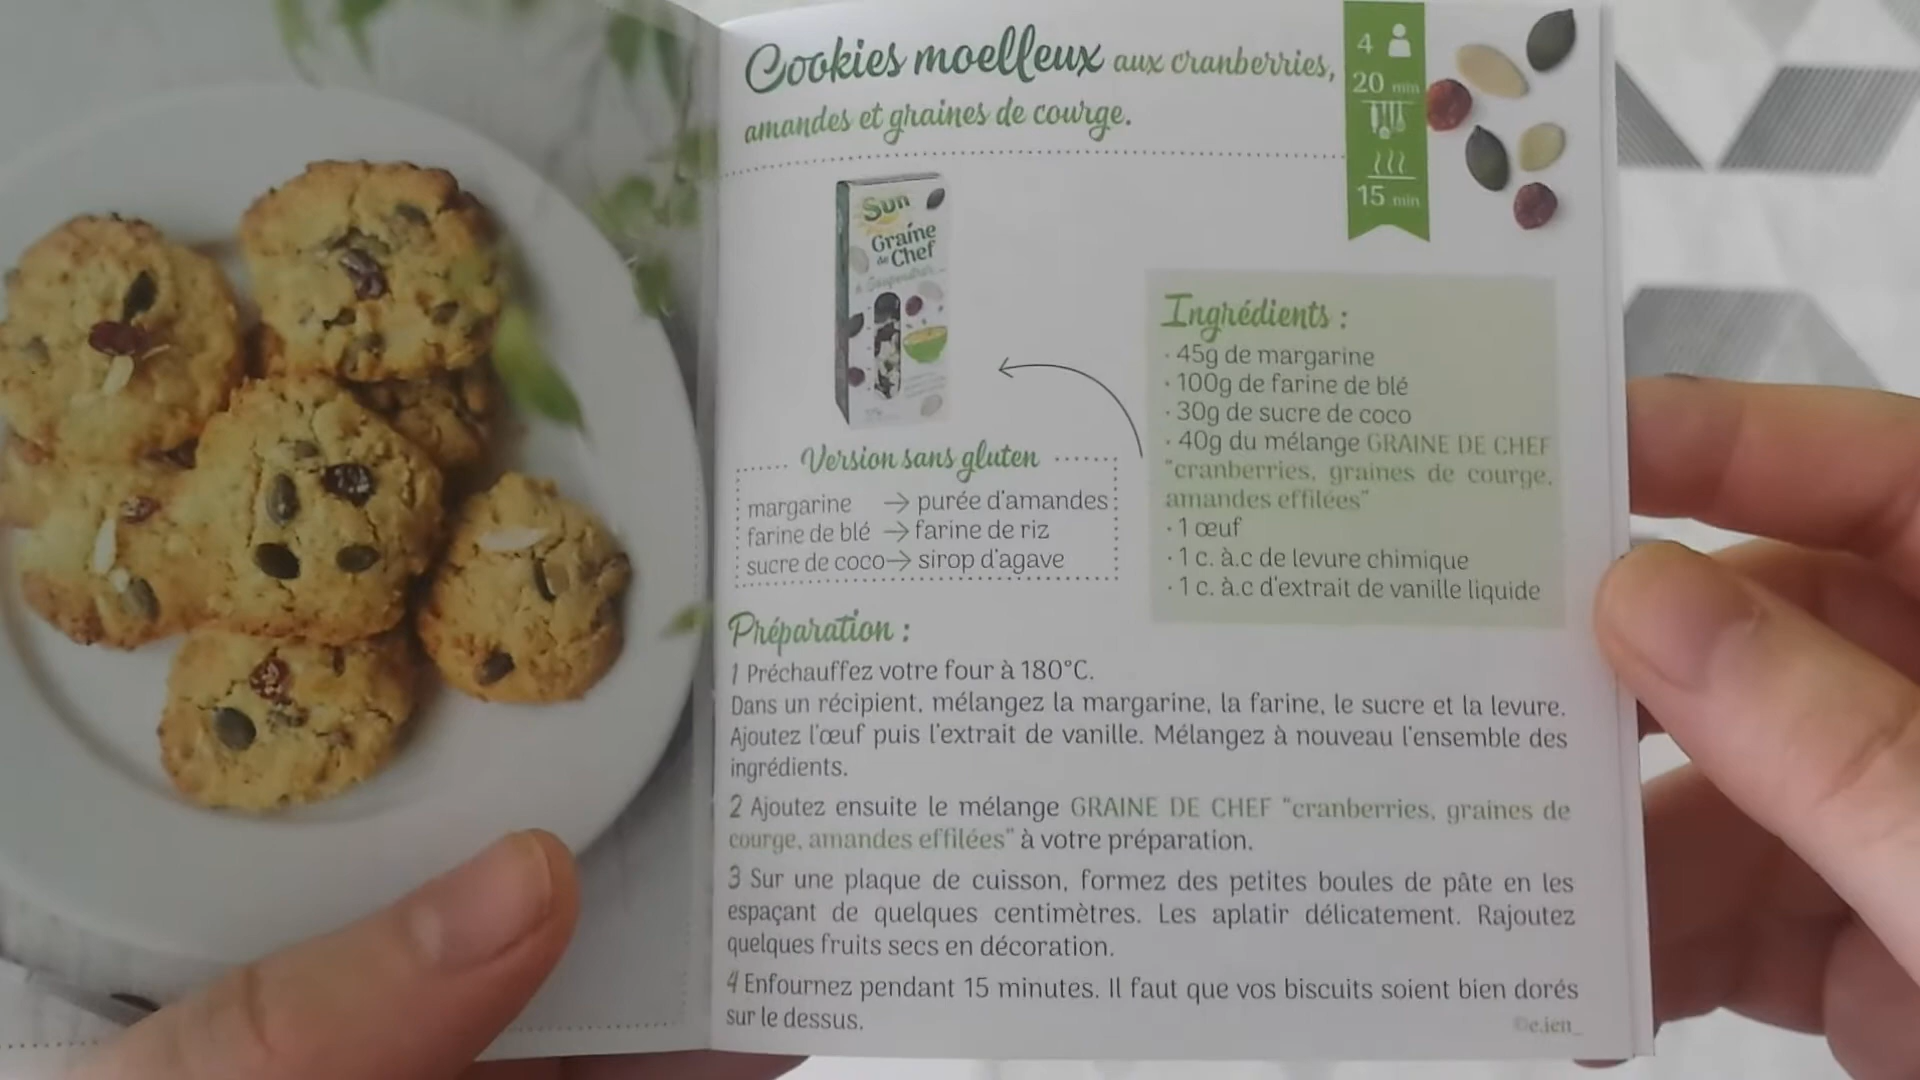 Cookies moelleux aux cranberries,
amandes et graines de courge.
4
20 min
15 min
Sun
Graine
de Chef
Ingrédients :
· 45g de margarine
· 100g de farine de blé
· 30g de sucre de coco
· 40g du mélange GRAINE DE CHEF
"cranberries, graines de courge,
amandes effilées"
· 1 œuf
· 1 c. à.c de levure chimique
· 1 c. à.c d'extrait de vanille liquide
Version sans gluten
margarine → purée d'amandes
farine de blé → farine de riz
sucre de coco → sirop d'agave
Préparation :
1 Préchauffez votre four à 180°C.
Dans un récipient, mélangez la margarine, la farine, le sucre et la levure.
Ajoutez l'œuf puis l'extrait de vanille. Mélangez à nouveau l'ensemble des
ingrédients.
2 Ajoutez ensuite le mélange GRAINE DE CHEF "cranberries, graines de
courge, amandes effilées" à votre préparation.
3 Sur une plaque de cuisson, formez des petites boules de pâte en les
espaçant de quelques centimètres. Les aplatir délicatement. Rajoutez
quelques fruits secs en décoration.
4 Enfournez pendant 15 minutes. Il faut que vos biscuits soient bien dorés
sur le dessus.
©e.ien_